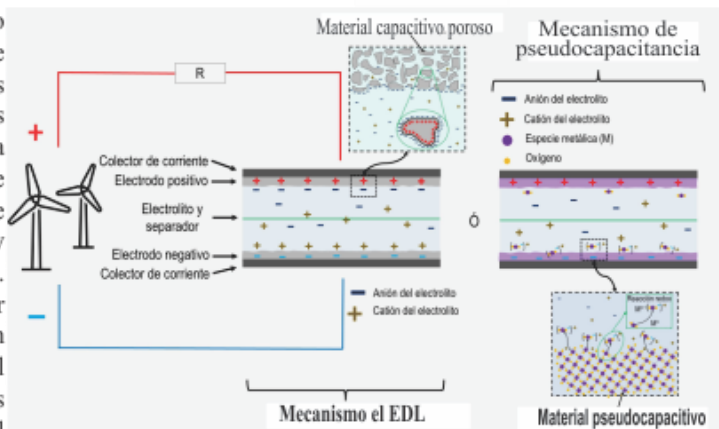 Material capacitivo poroso
Mecanismo de
pseudocapacitancia
R
+
Anión del electrolito
Catión del electrolito
Especie metálica (M)
Oxígeno
Colector de corriente
Electrodo positivo
Electrolito y
separador
Electrodo negativo
Colector de corriente
Ó
Anión del electrolito
Catión del electrolito
Reacción redox
Mecanismo el EDL
Material pseudocapacitivo